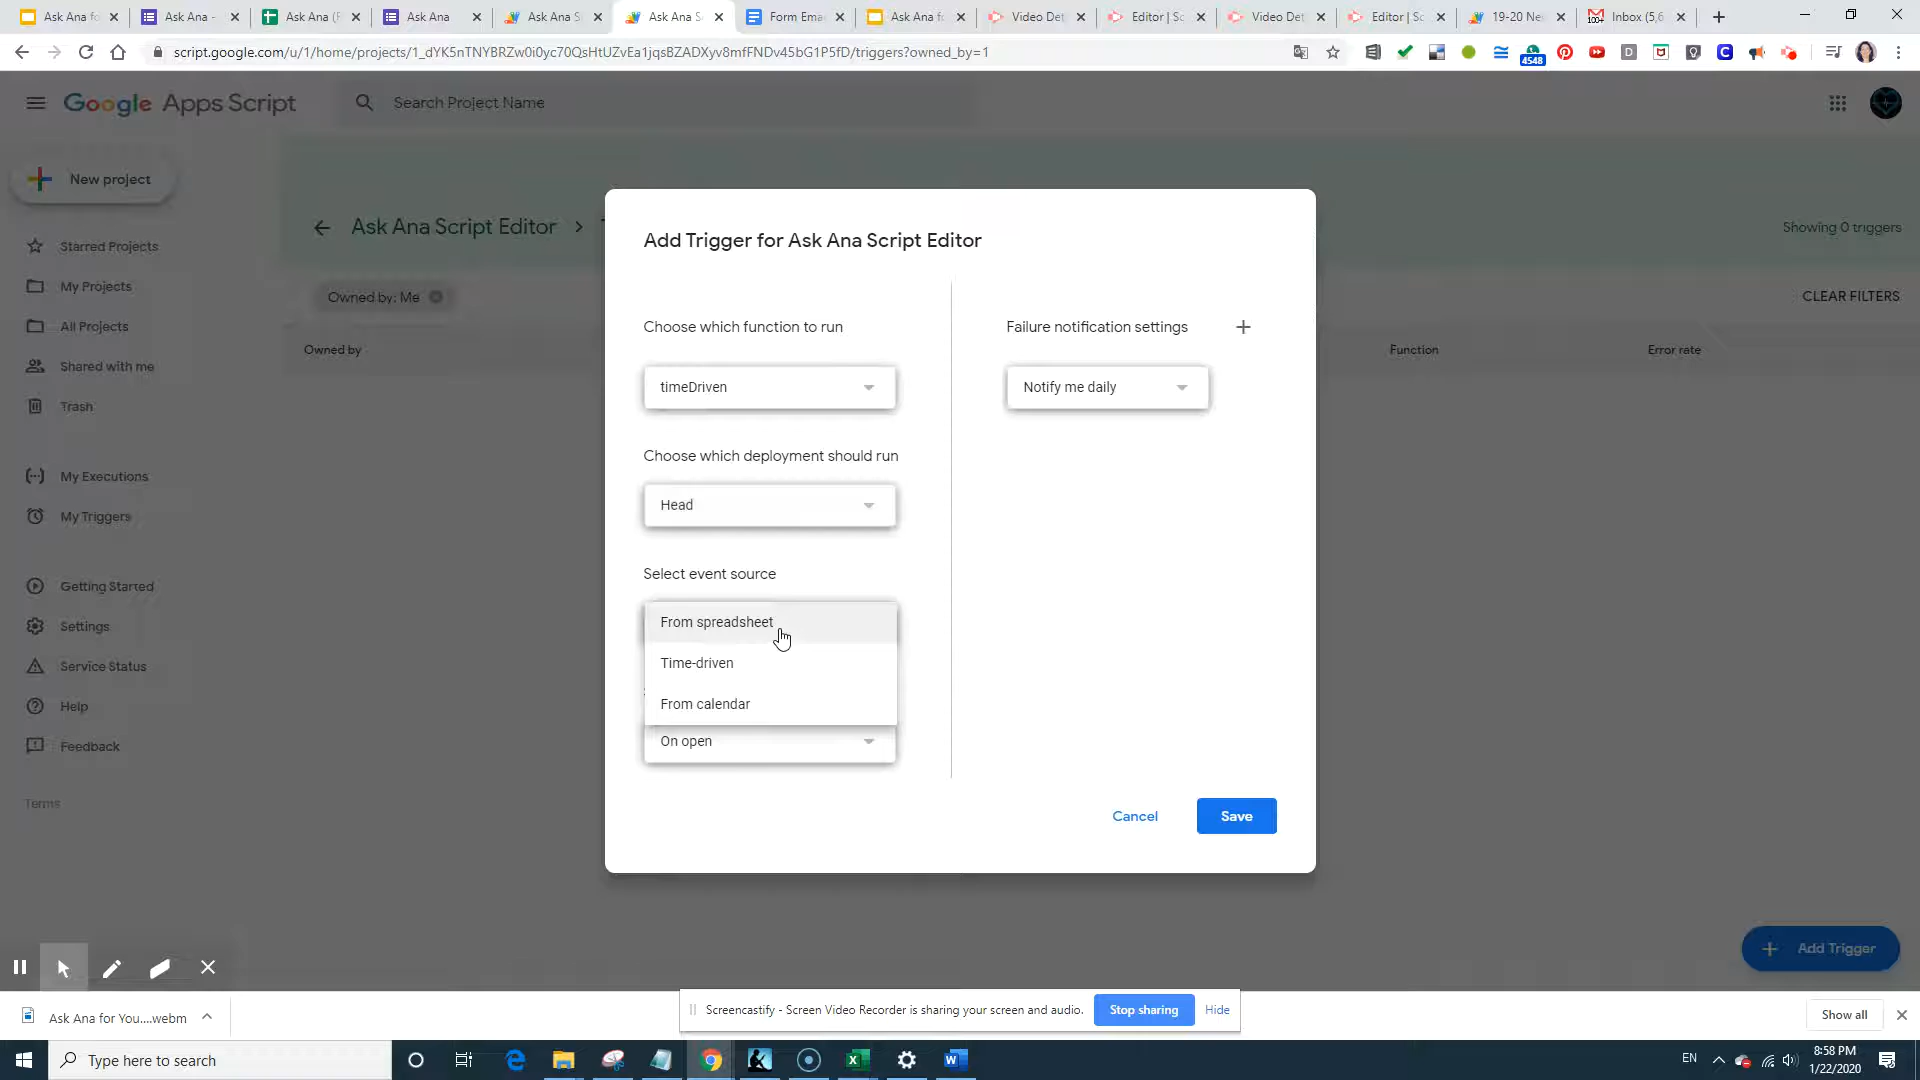 Ask Ana fo
Ask Ana -
Ask Ana (F
Ask Ana
Ask Ana S
Ask Ana S
Form Ema
Ask Ana fo
Video Det
Editor | Sc
Video Det
Editor | Sc
19-20 Ne
Inbox (5,6
script.google.com/u/1/home/projects/1_dYK5nTNYBRZw0i0yc70QsHtUZvEa1jqsBZADXyv8mfFNDv45bG1P5fD/triggers?owned_by=1
4548
Google Apps Script
Search Project Name
New project
Ask Ana Script Editor
Showing 0 triggers
Starred Projects
My Projects
All Projects
Shared with me
Trash
My Executions
My Triggers
Getting Started
Settings
Service Status
Help
Feedback
Terms
Owned by: Me
CLEAR FILTERS
Owned by
Function
Error rate
Add Trigger for Ask Ana Script Editor
Choose which function to run
timeDriven
Choose which deployment should run
Head
Select event source
From spreadsheet
Time-driven
From calendar
On open
Failure notification settings
Notify me daily
Cancel
Save
Add Trigger
Ask Ana for You....webm
Screencastify - Screen Video Recorder is sharing your screen and audio.
Stop sharing
Hide
Show all
Type here to search
EN
8:58 PM
1/22/2020